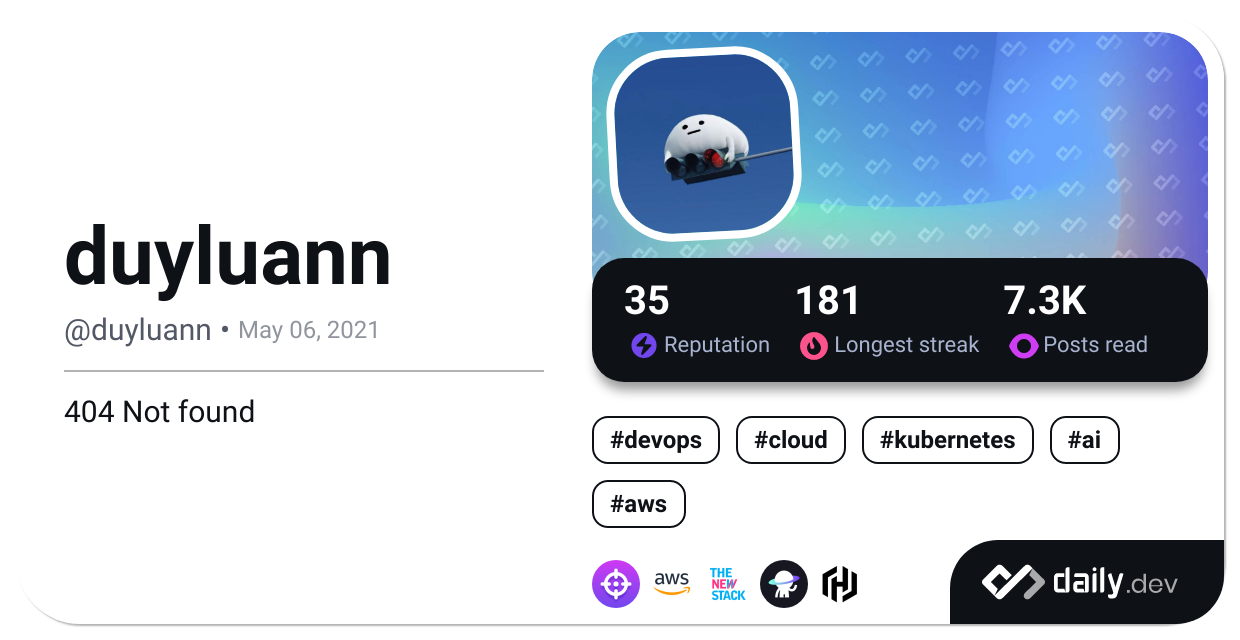 duyluann
@duyluann • May 06, 2021
404 Not found
35 181 7.3K
Reputation Longest streak Posts read
#devops #cloud #kubernetes #ai
#aws
aws THE NEW STACK
daily.dev